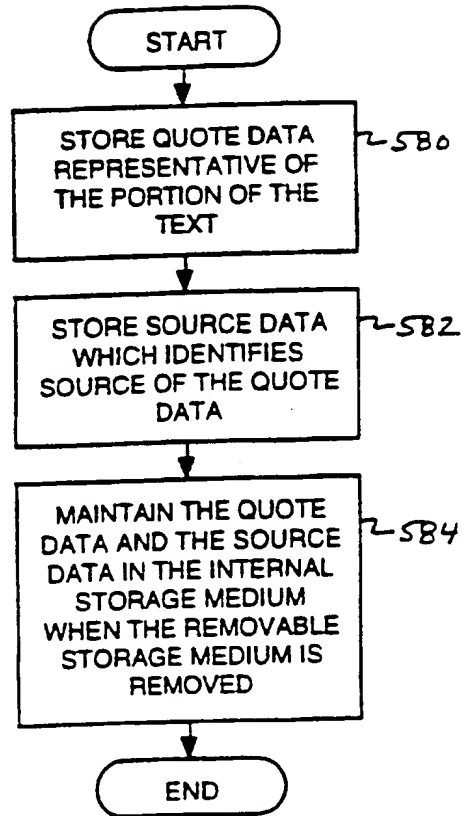 START
STORE QUOTE DATA
REPRESENTATIVE OF
THE PORTION OF THE
TEXT
580
STORE SOURCE DATA
WHICH IDENTIFIES
SOURCE OF THE QUOTE
DATA
582
MAINTAIN THE QUOTE
DATA AND THE SOURCE
DATA IN THE INTERNAL
STORAGE MEDIUM
WHEN THE REMOVABLE
STORAGE MEDIUM IS
REMOVED
584
END